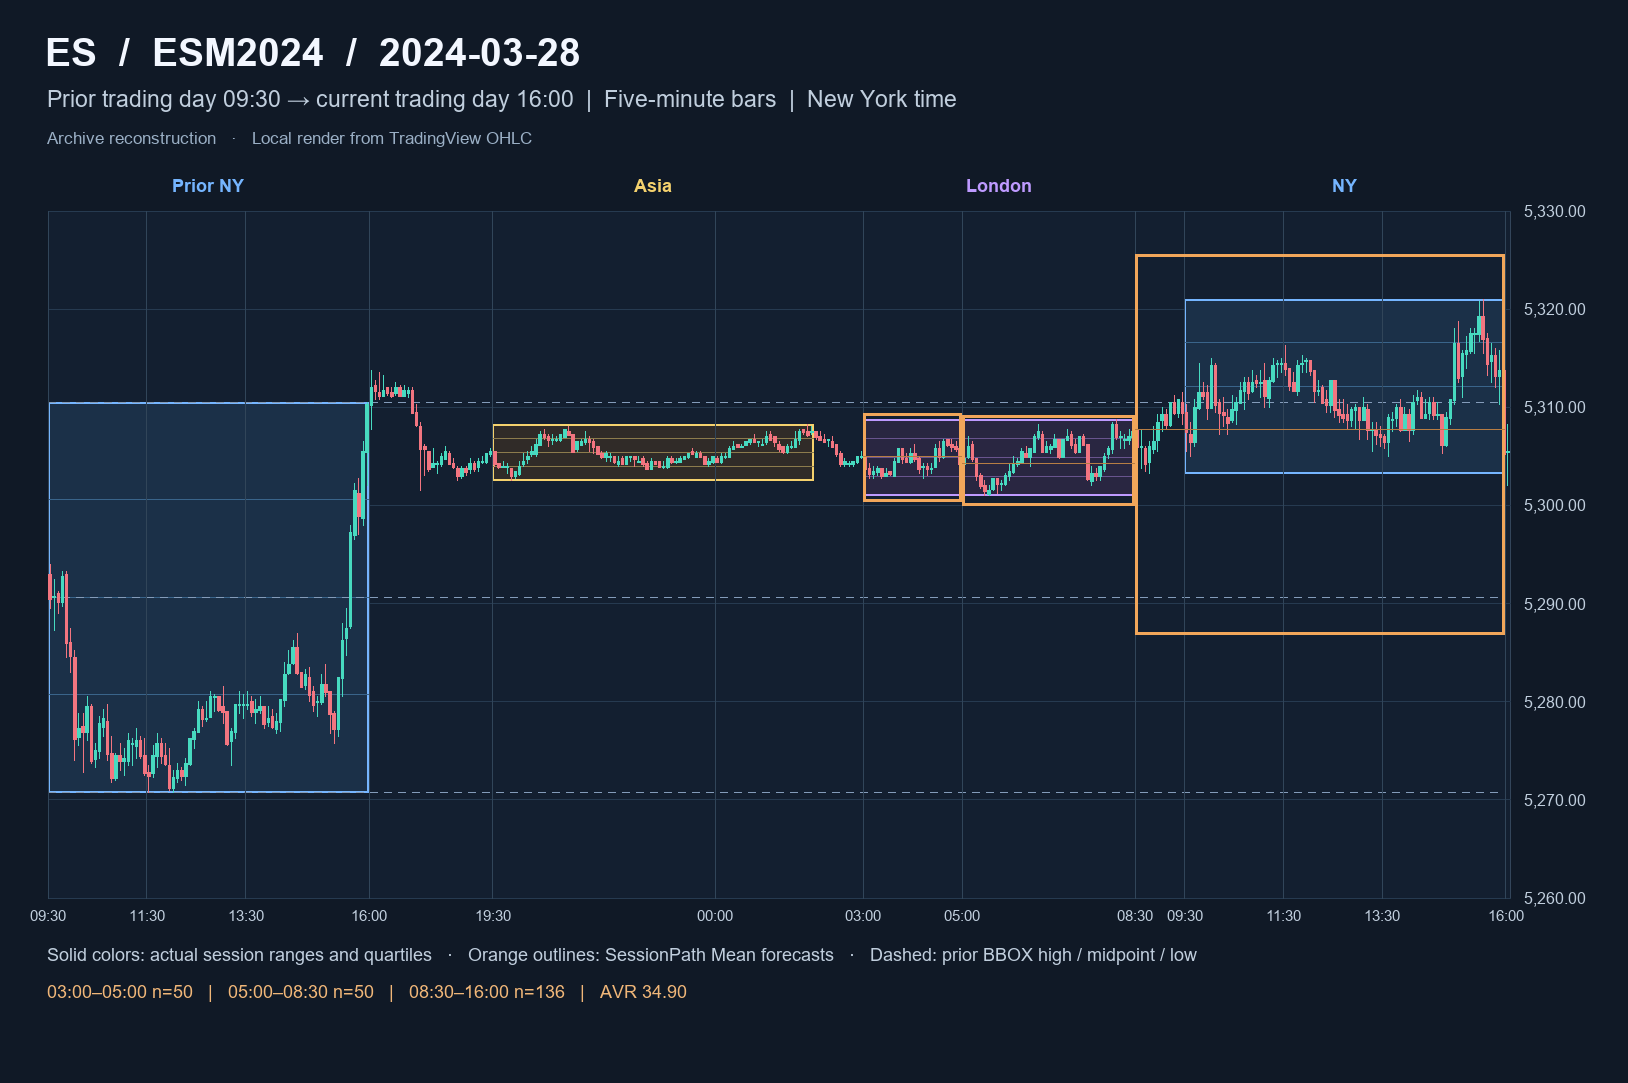 ES / ESM2024 / 2024-03-28
Prior trading day 09:30 → current trading day 16:00 | Five-minute bars | New York time
Archive reconstruction · Local render from TradingView OHLC
Prior NY Asia London NY
5,330.00
5,320.00
5,310.00
5,300.00
5,290.00
5,280.00
5,270.00
5,260.00
09:30 11:30 13:30 16:00 19:30 00:00 03:00 05:00 08:30 09:30 11:30 13:30 16:00
Solid colors: actual session ranges and quartiles · Orange outlines: SessionPath Mean forecasts · Dashed: prior BBOX high / midpoint / low
03:00–05:00 n=50 | 05:00–08:30 n=50 | 08:30–16:00 n=136 | AVR 34.90